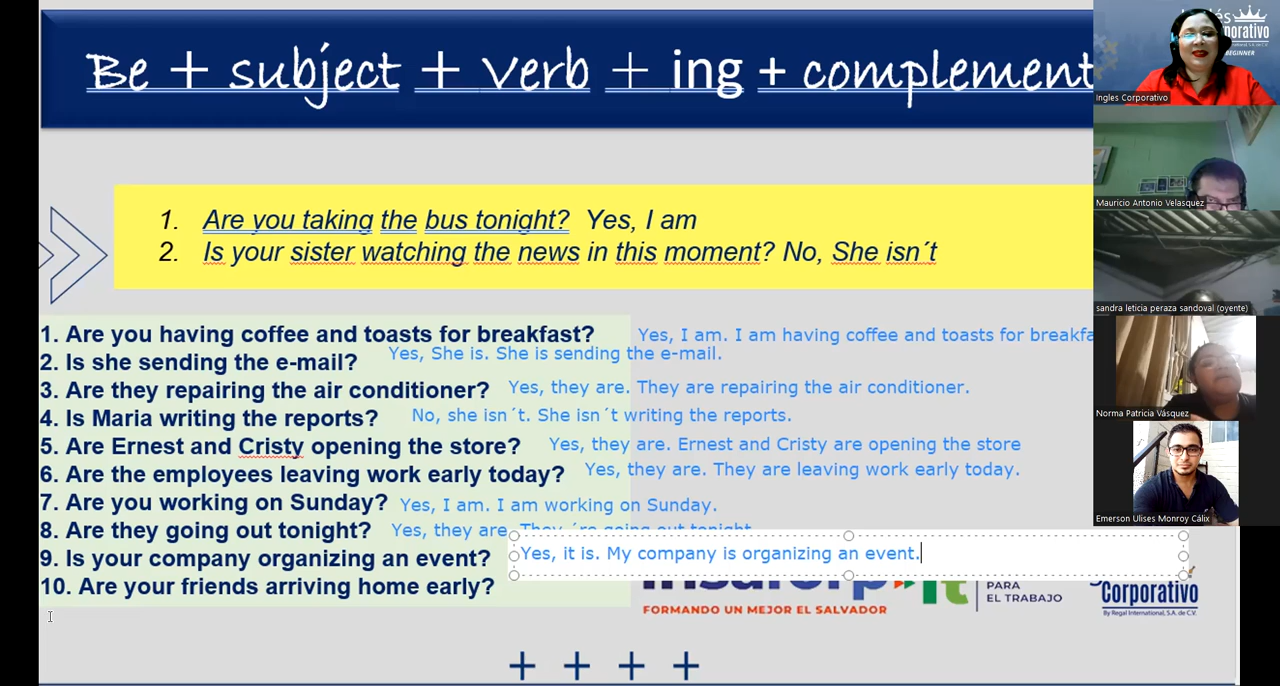 Be + subject + Verb + ing + complement
1. Are you taking the bus tonight? Yes, I am
2. Is your sister watching the news in this moment? No, She isn´t
1. Are you having coffee and toasts for breakfast? Yes, I am. I am having coffee and toasts for breakfa
2. Is she sending the e-mail? Yes, She is. She is sending the e-mail.
3. Are they repairing the air conditioner? Yes, they are. They are repairing the air conditioner.
4. Is Maria writing the reports? No, she isn´t. She isn´t writing the reports.
5. Are Ernest and Cristy opening the store? Yes, they are. Ernest and Cristy are opening the store
6. Are the employees leaving work early today? Yes, they are. They are leaving work early today.
7. Are you working on Sunday? Yes, I am. I am working on Sunday.
8. Are they going out tonight? Yes, they are. They ´re going out tonight
9. Is your company organizing an event? Yes, it is. My company is organizing an event.
10. Are your friends arriving home early?
PARA
EL TRABAJO
FORMANDO UN MEJOR EL SALVADOR
Corporativo
By Regal International, S.A. de C.V.
+ + + +
Ingles Corporativo
Mauricio Antonio Velasquez
sandra leticia peraza sandoval (oyente)
Norma Patricia Vásquez
Emerson Ulises Monroy Cálix